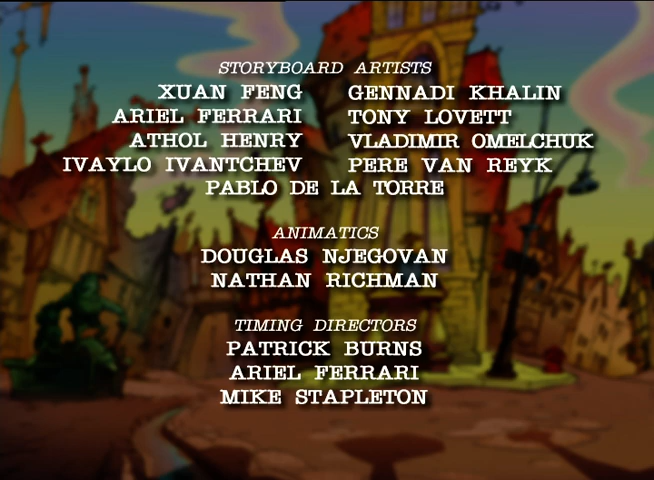 STORYBOARD ARTISTS
XUAN FENG GENNADI KHALIN
ARIEL FERRARI TONY LOVETT
ATHOL HENRY VLADIMIR OMELCHUK
IVAYLO IVANTCHEV PERE VAN REYK
PABLO DE LA TORRE
ANIMATICS
DOUGLAS NJEGOVAN
NATHAN RICHMAN
TIMING DIRECTORS
PATRICK BURNS
ARIEL FERRARI
MIKE STAPLETON